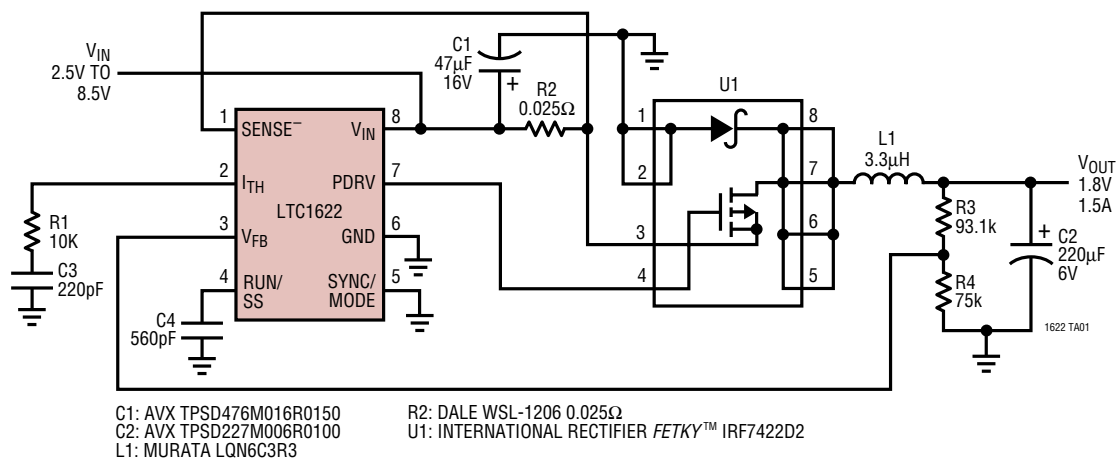 VIN
2.5V TO
8.5V
C1
47µF
16V
+
R2
0.025Ω
U1
1
SENSE−
VIN
8
2
ITH
PDRV
7
LTC1622
3
VFB
GND
6
4
RUN/
SS
SYNC/
MODE
5
R1
10K
C3
220pF
C4
560pF
1
2
3
4
8
7
6
5
L1
3.3µH
VOUT
1.8V
1.5A
R3
93.1k
R4
75k
+
C2
220µF
6V
1622 TA01
C1: AVX TPSD476M016R0150
C2: AVX TPSD227M006R0100
L1: MURATA LQN6C3R3
R2: DALE WSL-1206 0.025Ω
U1: INTERNATIONAL RECTIFIER FETKY™ IRF7422D2